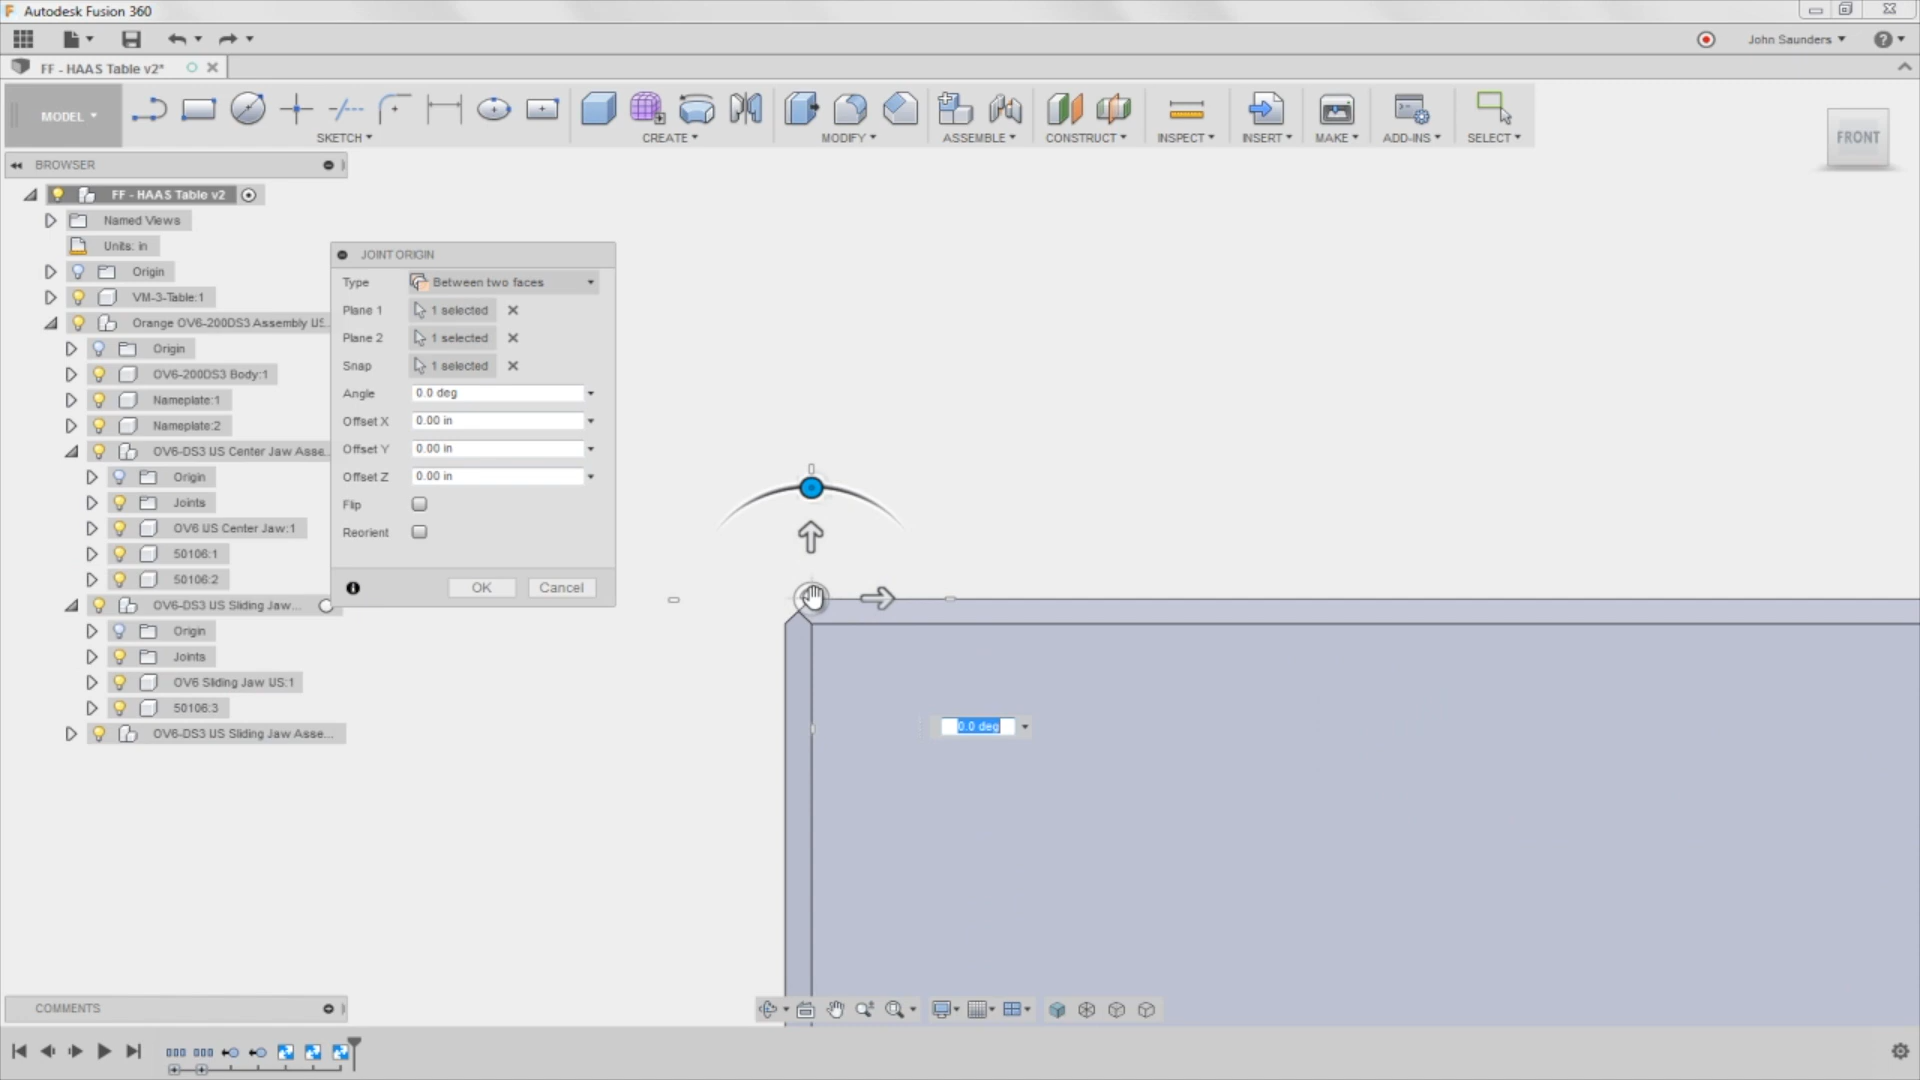 Autodesk Fusion 360
John Saunders
FF - HAAS Table v2*
MODEL
SKETCH
CREATE
MODIFY
ASSEMBLE
CONSTRUCT
INSPECT
INSERT
MAKE
ADD-INS
SELECT
FRONT
BROWSER
FF - HAAS Table v2
Named Views
Units: in
Origin
VM-3-Table:1
Orange OV6-200DS3 Assembly US...
Origin
OV6-200DS3 Body:1
Nameplate:1
Nameplate:2
OV6-DS3 US Center Jaw Asse...
Origin
Joints
OV6 US Center Jaw:1
50106:1
50106:2
OV6-DS3 US Sliding Jaw...
Origin
Joints
OV6 Sliding Jaw US:1
50106:3
OV6-DS3 US Sliding Jaw Asse...
JOINT ORIGIN
Type Between two faces
Plane 1 1 selected
Plane 2 1 selected
Snap 1 selected
Angle 0.0 deg
Offset X 0.00 in
Offset Y 0.00 in
Offset Z 0.00 in
Flip
Reorient
OK Cancel
0.0 deg
COMMENTS